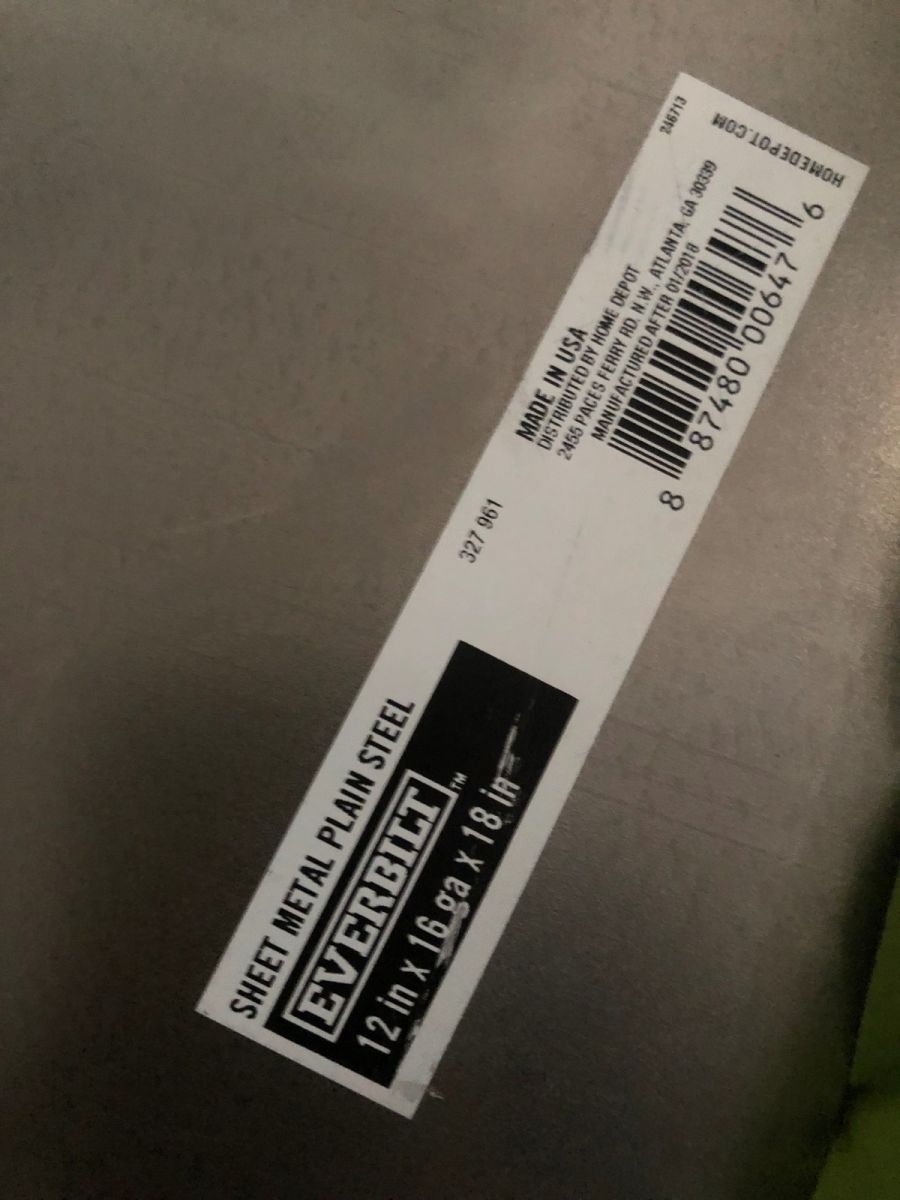 SHEET METAL PLAIN STEEL
EVERBILT™
12 in x 16 ga x 18 in
327 961
MADE IN USA
DISTRIBUTED BY HOME DEPOT
2455 PACES FERRY RD. N.W., ATLANTA, GA 30339
MANUFACTURED AFTER 01/2018
8 87480 00647 6
246713
HOMEDEPOT.COM